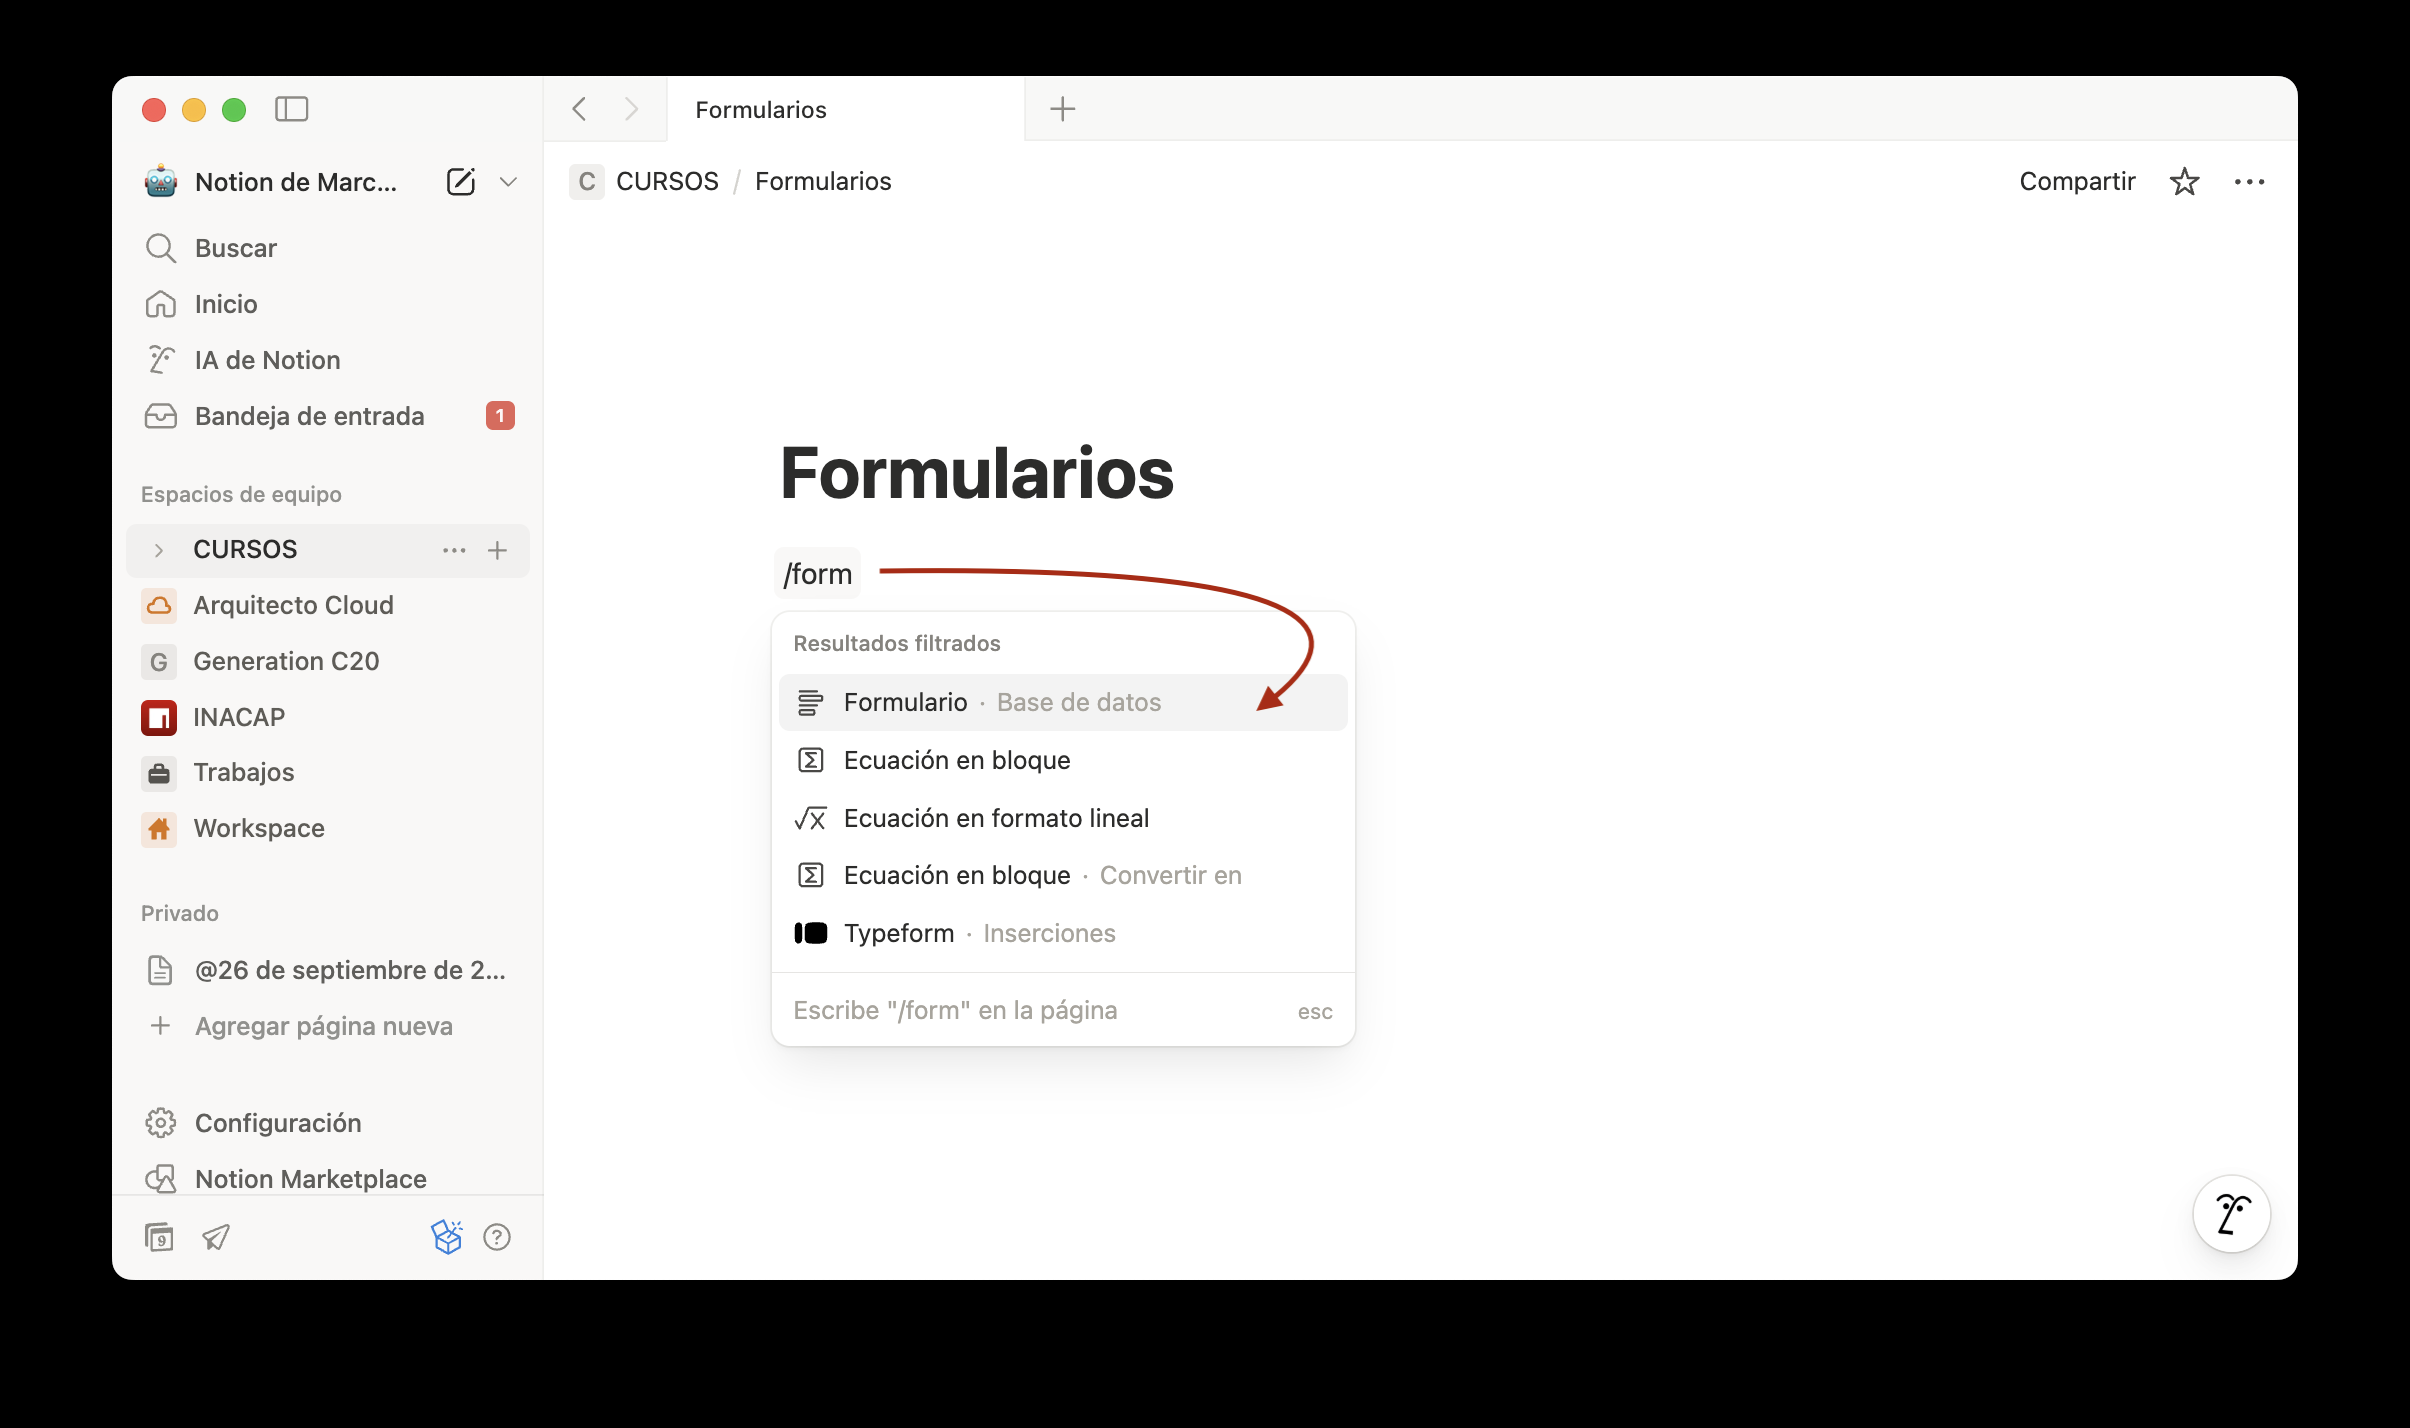 Formularios
Notion de Marc...
C CURSOS / Formularios
Compartir
Buscar
Inicio
IA de Notion
Bandeja de entrada 1
Espacios de equipo
CURSOS
Arquitecto Cloud
G Generation C20
INACAP
Trabajos
Workspace
Privado
@26 de septiembre de 2...
Agregar página nueva
Configuración
Notion Marketplace
9
?
Formularios
/form
Resultados filtrados
Formulario · Base de datos
Ecuación en bloque
Ecuación en formato lineal
Ecuación en bloque · Convertir en
Typeform · Inserciones
Escribe "/form" en la página esc